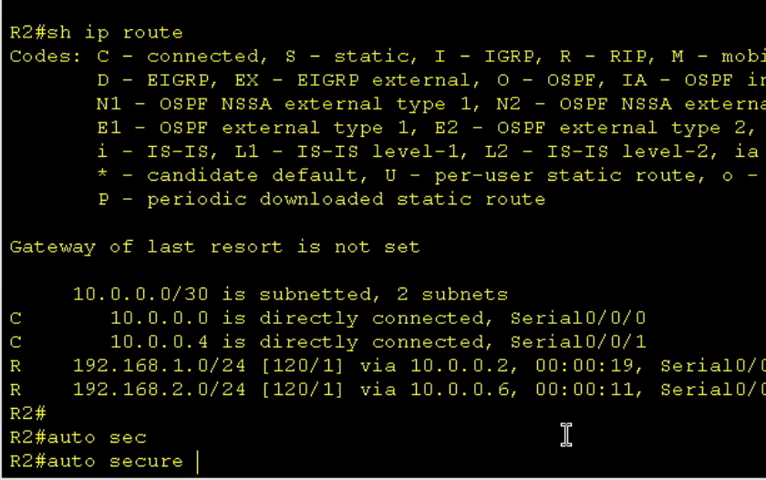 R2#sh ip route
Codes: C - connected, S - static, I - IGRP, R - RIP, M - mobi
D - EIGRP, EX - EIGRP external, O - OSPF, IA - OSPF in
N1 - OSPF NSSA external type 1, N2 - OSPF NSSA externa
E1 - OSPF external type 1, E2 - OSPF external type 2,
i - IS-IS, L1 - IS-IS level-1, L2 - IS-IS level-2, ia
* - candidate default, U - per-user static route, o -
P - periodic downloaded static route
Gateway of last resort is not set
10.0.0.0/30 is subnetted, 2 subnets
C 10.0.0.0 is directly connected, Serial0/0/0
C 10.0.0.4 is directly connected, Serial0/0/1
R 192.168.1.0/24 [120/1] via 10.0.0.2, 00:00:19, Serial0/0
R 192.168.2.0/24 [120/1] via 10.0.0.6, 00:00:11, Serial0/0
R2#
R2#auto sec
R2#auto secure